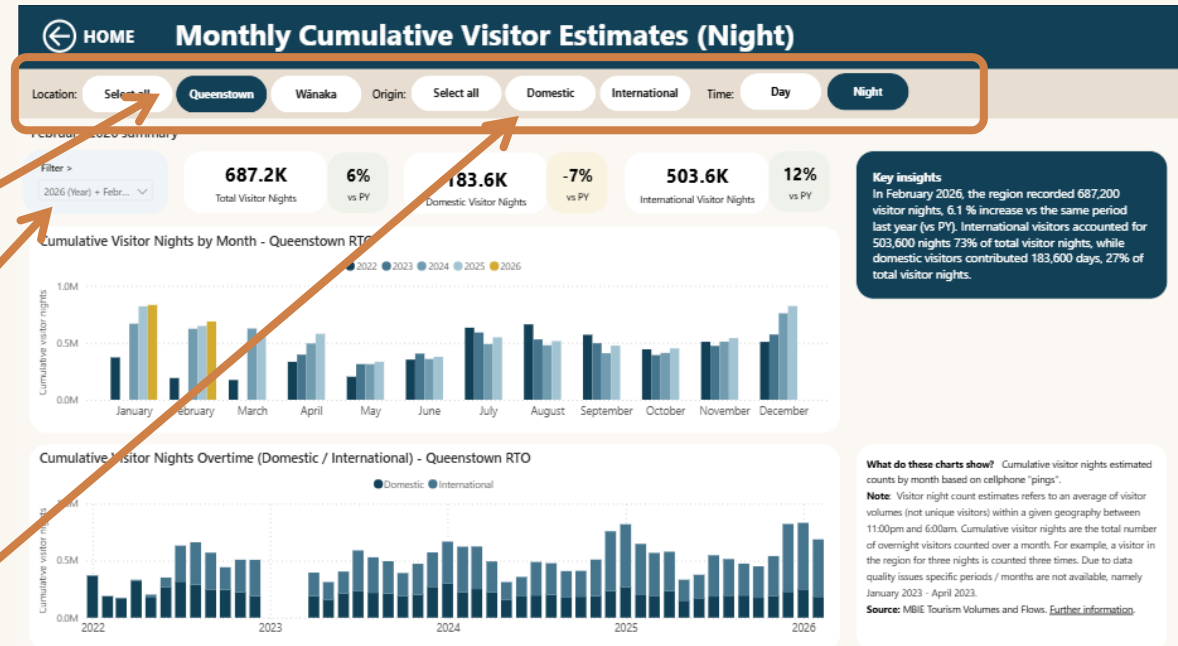 HOME
Monthly Cumulative Visitor Estimates (Night)
Location: Select all Queenstown Wānaka Origin: Select all Domestic International Time: Day Night
February 2026 summary
Filter >
2026 (Year) + Febr...
687.2K
Total Visitor Nights
6%
vs PY
183.6K
Domestic Visitor Nights
-7%
vs PY
503.6K
International Visitor Nights
12%
vs PY
Key insights
In February 2026, the region recorded 687,200
visitor nights, 6.1 % increase vs the same period
last year (vs PY). International visitors accounted for
503,600 nights 73% of total visitor nights, while
domestic visitors contributed 183,600 days, 27% of
total visitor nights.
Cumulative Visitor Nights by Month - Queenstown RTO
2022 2023 2024 2025 2026
Cumulative visitor nights
1.0M
0.5M
0.0M
January February March April May June July August September October November December
Cumulative Visitor Nights Overtime (Domestic / International) - Queenstown RTO
Domestic International
Cumulative visitor nights
1.0M
0.5M
0.0M
2022 2023 2024 2025 2026
What do these charts show? Cumulative visitor nights estimated
counts by month based on cellphone "pings".
Note: Visitor night count estimates refers to an average of visitor
volumes (not unique visitors) within a given geography between
11:00pm and 6:00am. Cumulative visitor nights are the total number
of overnight visitors counted over a month. For example, a visitor in
the region for three nights is counted three times. Due to data
quality issues specific periods / months are not available, namely
January 2023 - April 2023.
Source: MBIE Tourism Volumes and Flows. Further information.